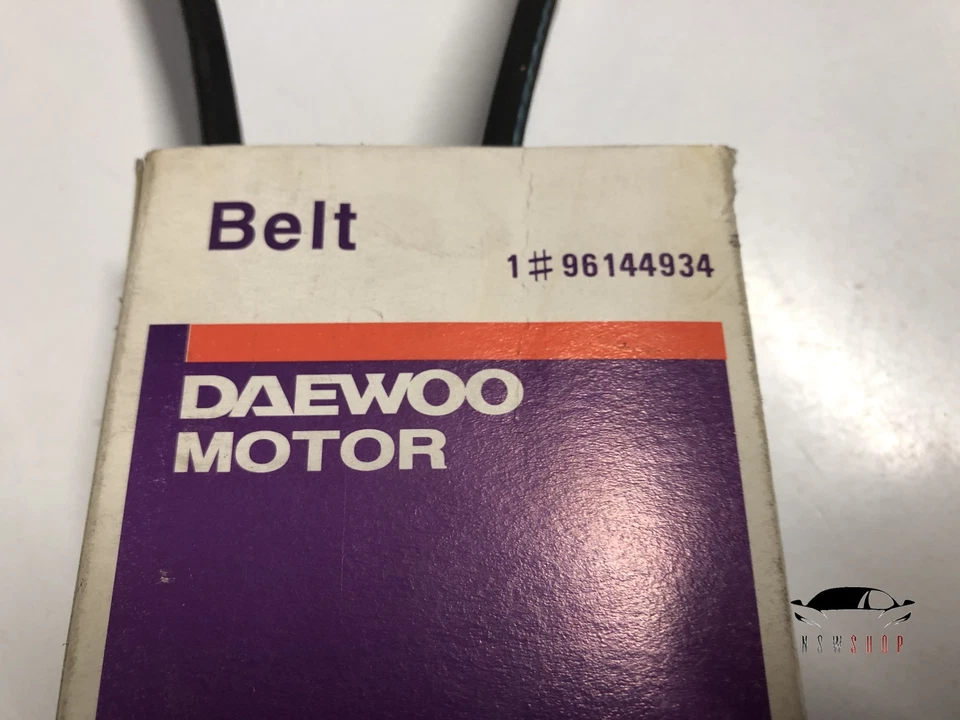 Belt
1# 96144934
DAEWOO
MOTOR
NSWSHOP